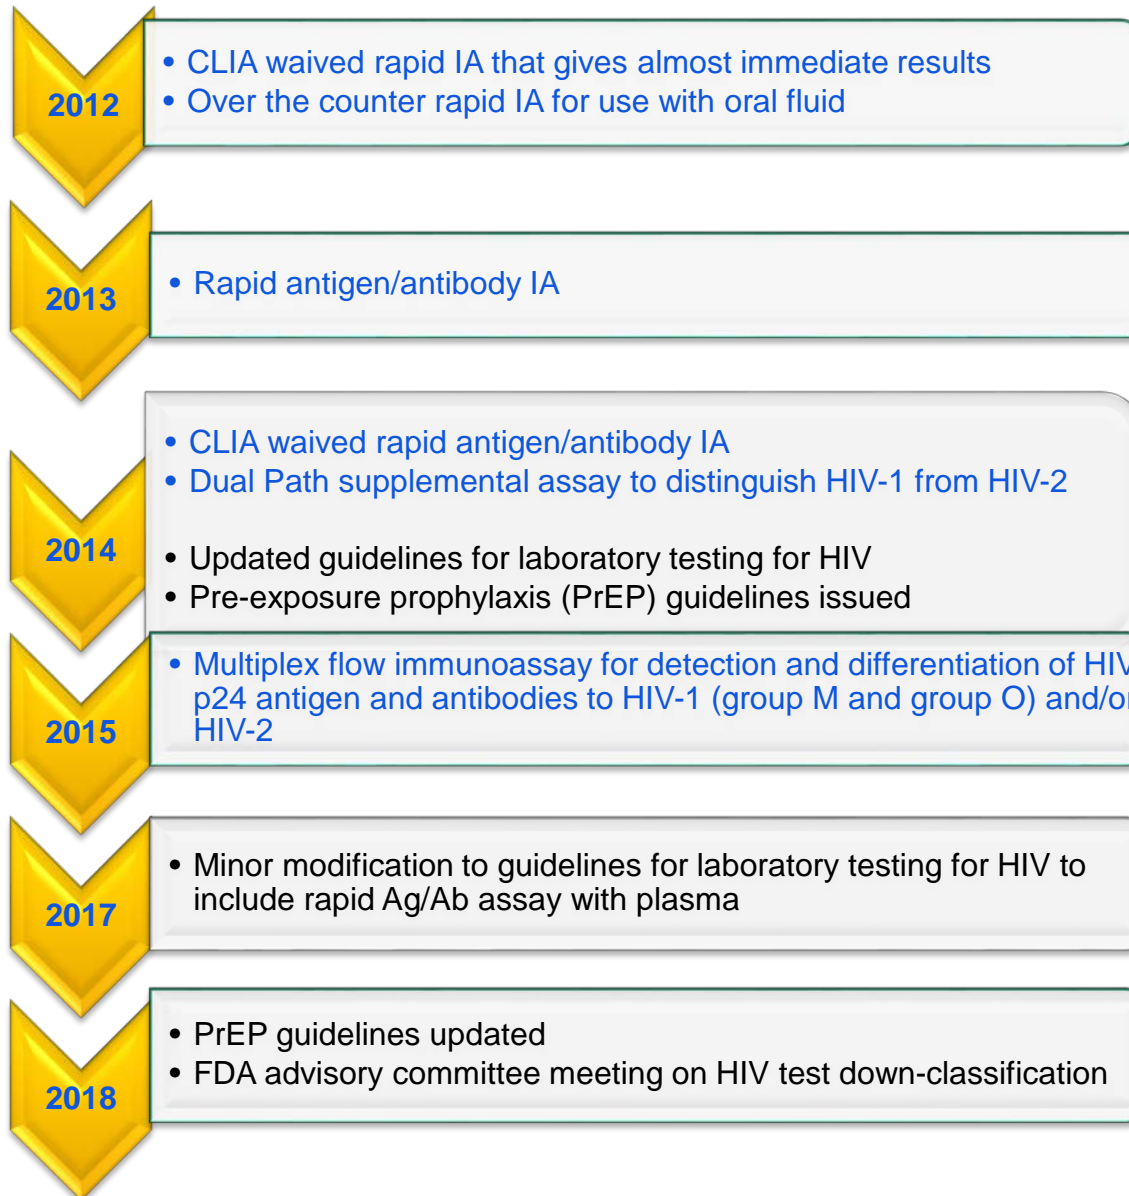 2012
• CLIA waived rapid IA that gives almost immediate results
• Over the counter rapid IA for use with oral fluid
2013
• Rapid antigen/antibody IA
2014
• CLIA waived rapid antigen/antibody IA
• Dual Path supplemental assay to distinguish HIV-1 from HIV-2
• Updated guidelines for laboratory testing for HIV
• Pre-exposure prophylaxis (PrEP) guidelines issued
2015
• Multiplex flow immunoassay for detection and differentiation of HIV
p24 antigen and antibodies to HIV-1 (group M and group O) and/or
HIV-2
2017
• Minor modification to guidelines for laboratory testing for HIV to
include rapid Ag/Ab assay with plasma
2018
• PrEP guidelines updated
• FDA advisory committee meeting on HIV test down-classification